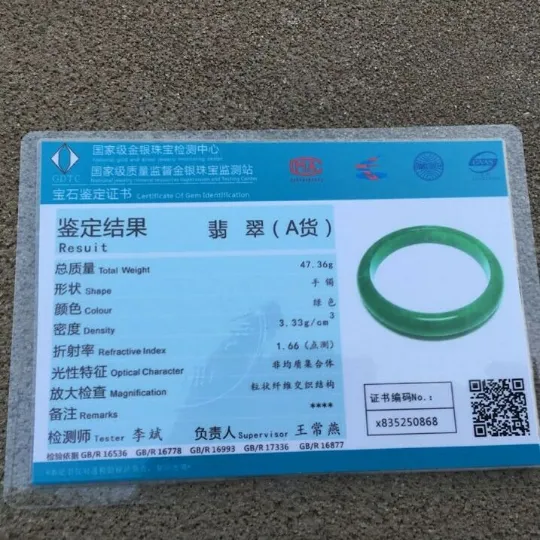 国家级金银珠宝检测中心
National gold and silver jewelry monitoring center
国家级质量监督金银珠宝监测站
GDTC
宝石鉴定证书 Certificate Of Gem Identification
鉴定结果 翡 翠（A货）
Resuit
总质量 Total Weight 47.36g
形状 Shape 手镯
颜色 Colour 绿色
密度 Density 3.33g/cm³
折射率 Refractive Index 1.66（点测）
光性特征 Optical Character 非均质集合体
放大检查 Magnification 粒状纤维交织结构
备注 Remarks ****
检测师 Tester 李斌 负责人 Supervisor 王常燕
检验依据 GB/R 16536 GB/R 16778 GB/R 16993 GB/R 17336 GB/R 16877
证书编码No.:
x835250868